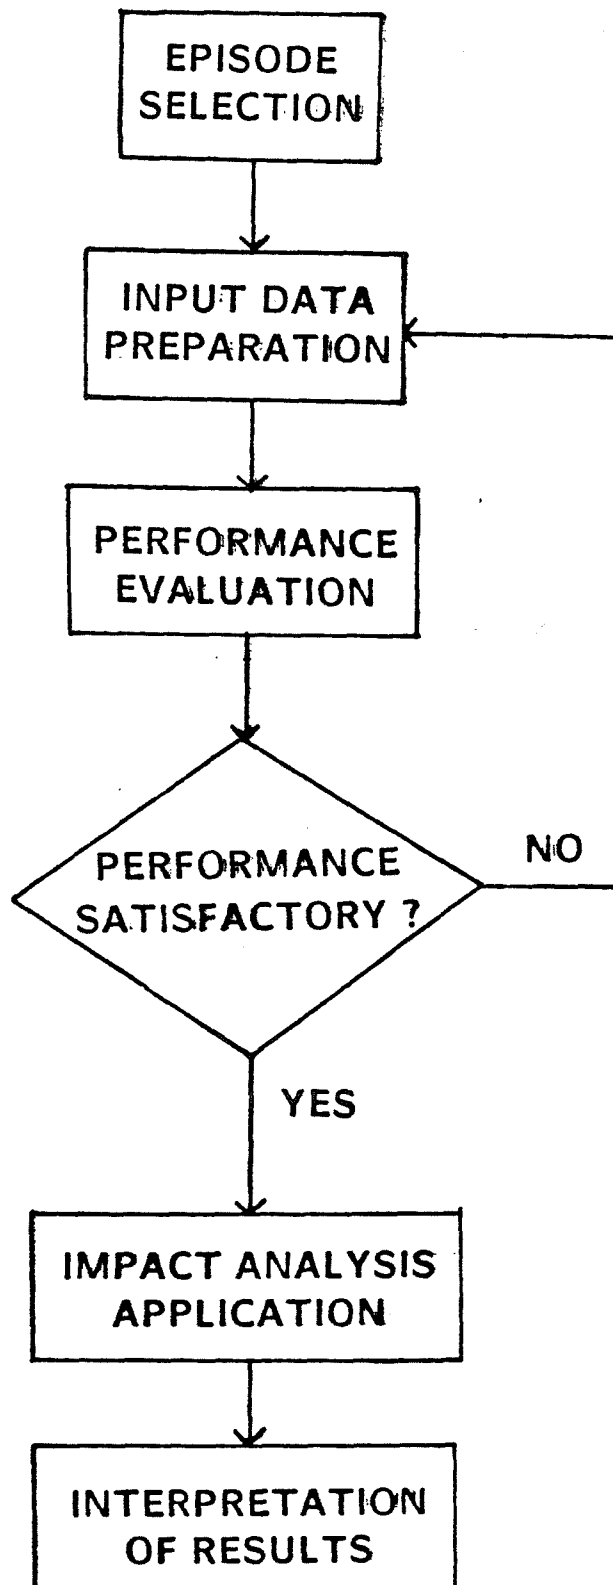 EPISODE
SELECTION
INPUT DATA
PREPARATION
PERFORMANCE
EVALUATION
PERFORMANCE
SATISFACTORY ?
NO
YES
IMPACT ANALYSIS
APPLICATION
INTERPRETATION
OF RESULTS